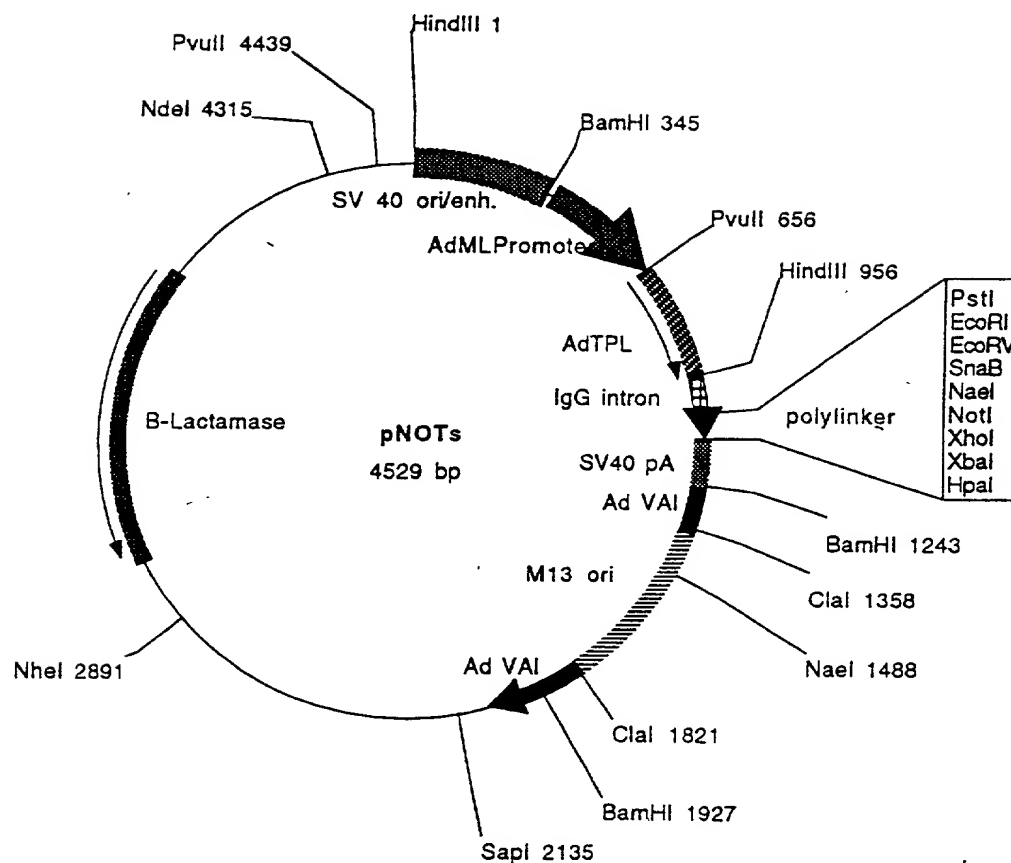 HindIII 1
PvuII 4439
NdeI 4315
BamHI 345
SV 40 ori/enh.
AdMLPromote
PvuII 656
HindIII 956
PstI
EcoRI
EcoRV
SnaB
NaeI
NotI
XhoI
XbaI
HpaI
AdTPL
IgG intron
polylinker
B-Lactamase
pNOTs
4529 bp
SV40 pA
Ad VAI
BamHI 1243
M13 ori
ClaI 1358
NheI 2891
NaeI 1488
Ad VAI
ClaI 1821
BamHI 1927
SapI 2135